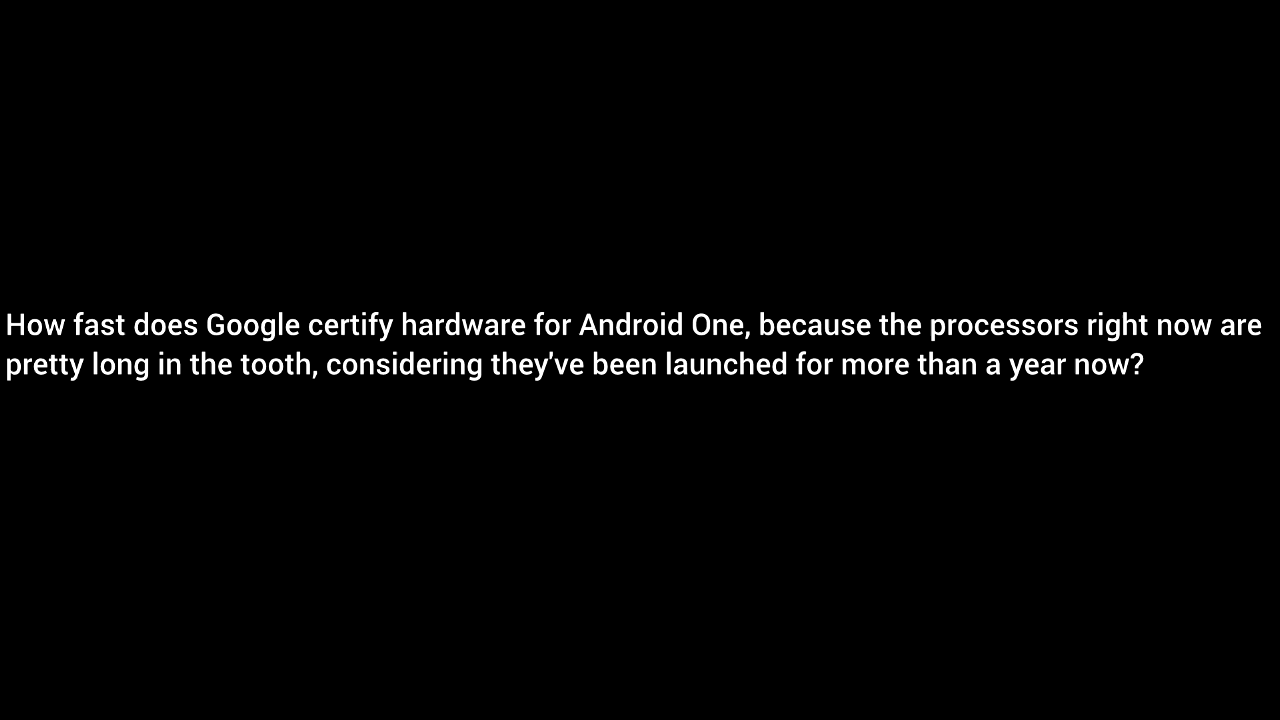 How fast does Google certify hardware for Android One, because the processors right now are
pretty long in the tooth, considering they've been launched for more than a year now?